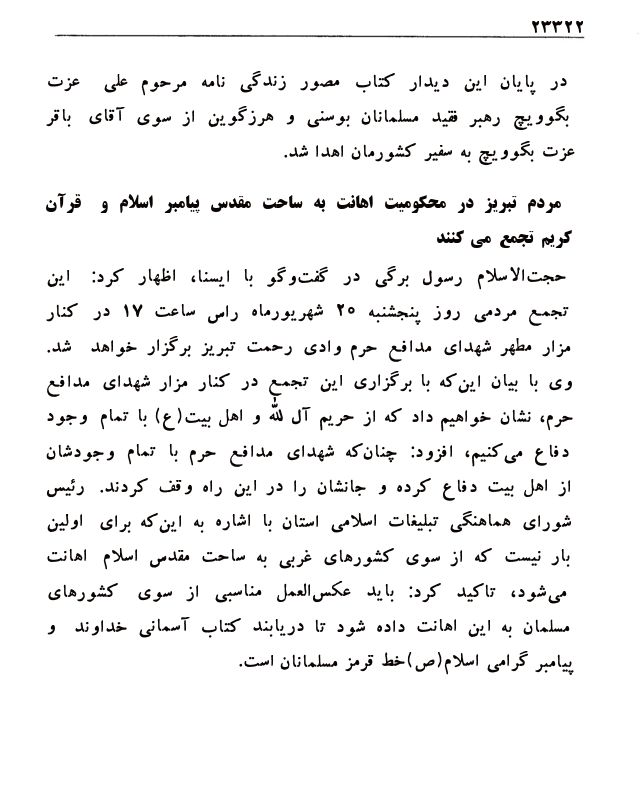 ۲۳۳۲۲
در پایان این دیدار کتاب مصور زندگی نامه مرحوم علی عزت
بگوویچ رهبر فقید مسلمانان بوسنی و هرزگوین از سوی آقای باقر
عزت بگوویچ به سفیر کشورمان اهدا شد.
مردم تبریز در محکومیت اهانت به ساحت مقدس پیامبر اسلام و قرآن
کریم تجمع می کنند
حجت‌الاسلام رسول برگی در گفت‌وگو با ایسنا، اظهار کرد: این
تجمع مردمی روز پنجشنبه ۲۰ شهریورماه راس ساعت ۱۷ در کنار
مزار مطهر شهدای مدافع حرم وادی رحمت تبریز برگزار خواهد شد.
وی با بیان این‌که با برگزاری این تجمع در کنار مزار شهدای مدافع
حرم، نشان خواهیم داد که از حریم آل الله و اهل بیت(ع) با تمام وجود
دفاع می‌کنیم، افزود: چنان‌که شهدای مدافع حرم با تمام وجودشان
از اهل بیت دفاع کرده و جانشان را در این راه وقف کردند. رئیس
شورای هماهنگی تبلیغات اسلامی استان با اشاره به این‌که برای اولین
بار نیست که از سوی کشورهای غربی به ساحت مقدس اسلام اهانت
می‌شود، تاکید کرد: باید عکس‌العمل مناسبی از سوی کشورهای
مسلمان به این اهانت داده شود تا دریابند کتاب آسمانی خداوند و
پیامبر گرامی اسلام(ص)خط قرمز مسلمانان است.